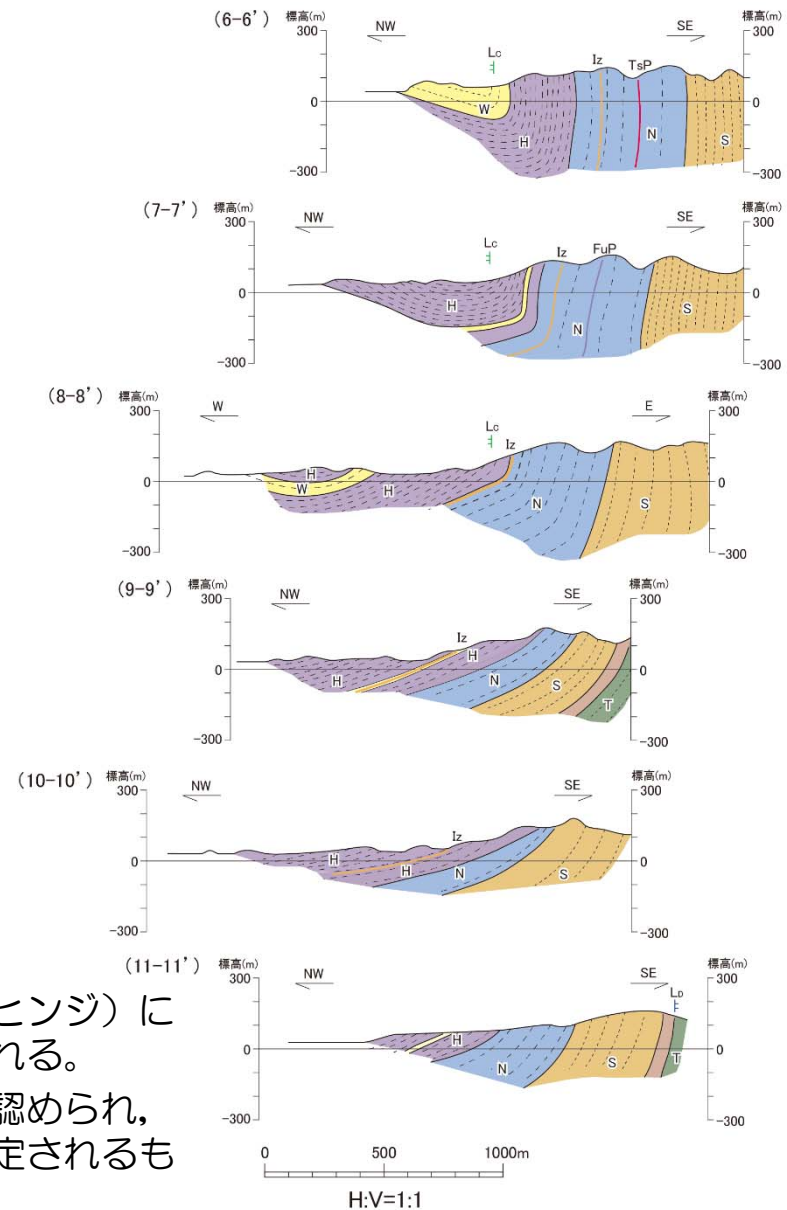 (6-6')
標高(m)
標高(m)
300
300
NW
SE
Lc
Iz
TsP
0
0
W
H
N
S
-300
-300
(7-7')
標高(m)
標高(m)
300
300
NW
SE
Lc
Iz
FuP
0
0
H
N
S
-300
-300
(8-8')
標高(m)
標高(m)
300
300
W
E
Lc
Iz
0
0
H
W
H
N
S
-300
-300
(9-9')
標高(m)
標高(m)
300
300
NW
SE
Iz
0
0
H
H
N
S
T
-300
-300
(10-10')
標高(m)
標高(m)
300
300
NW
SE
Iz
0
0
H
H
N
S
-300
-300
(11-11')
標高(m)
標高(m)
300
300
NW
SE
LD
0
0
H
N
S
T
-300
-300
ヒンジ）に
れる。
認められ,
定されるも
0 500 1000m
H:V=1:1